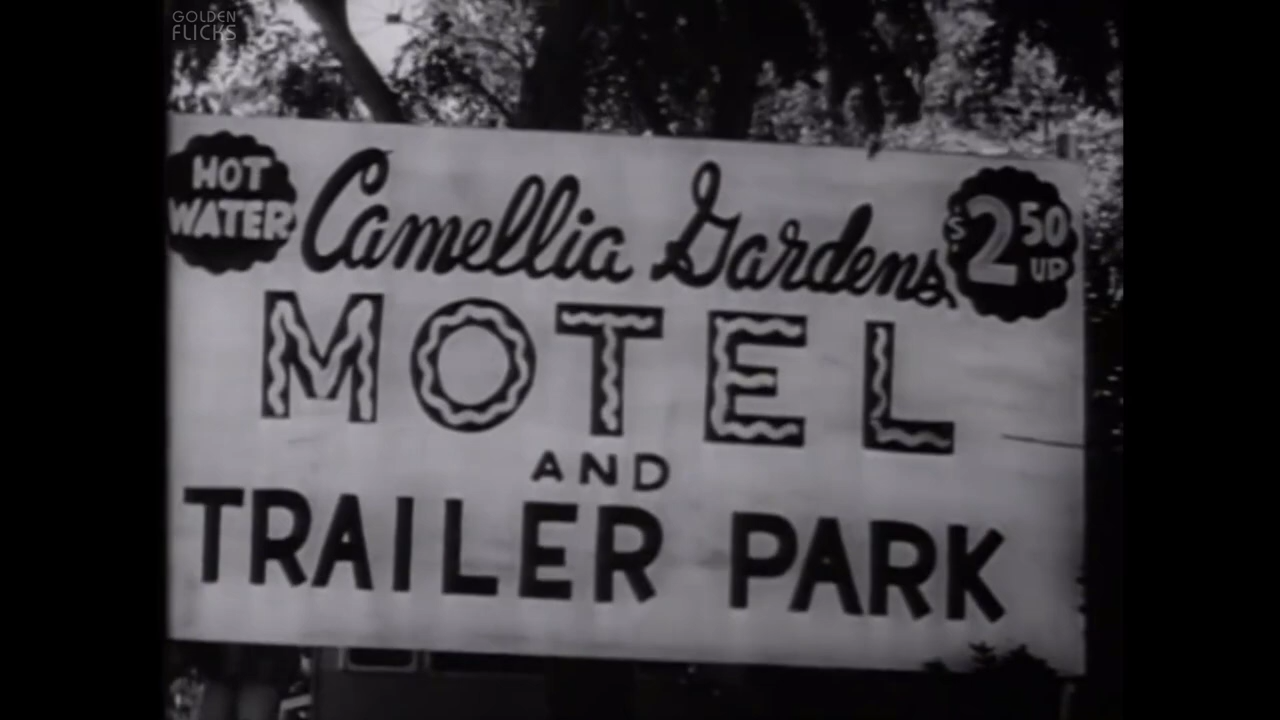 GOLDEN
FLICKS
HOT
WATER
Camellia Gardens
$2.50
UP
MOTEL
AND
TRAILER PARK